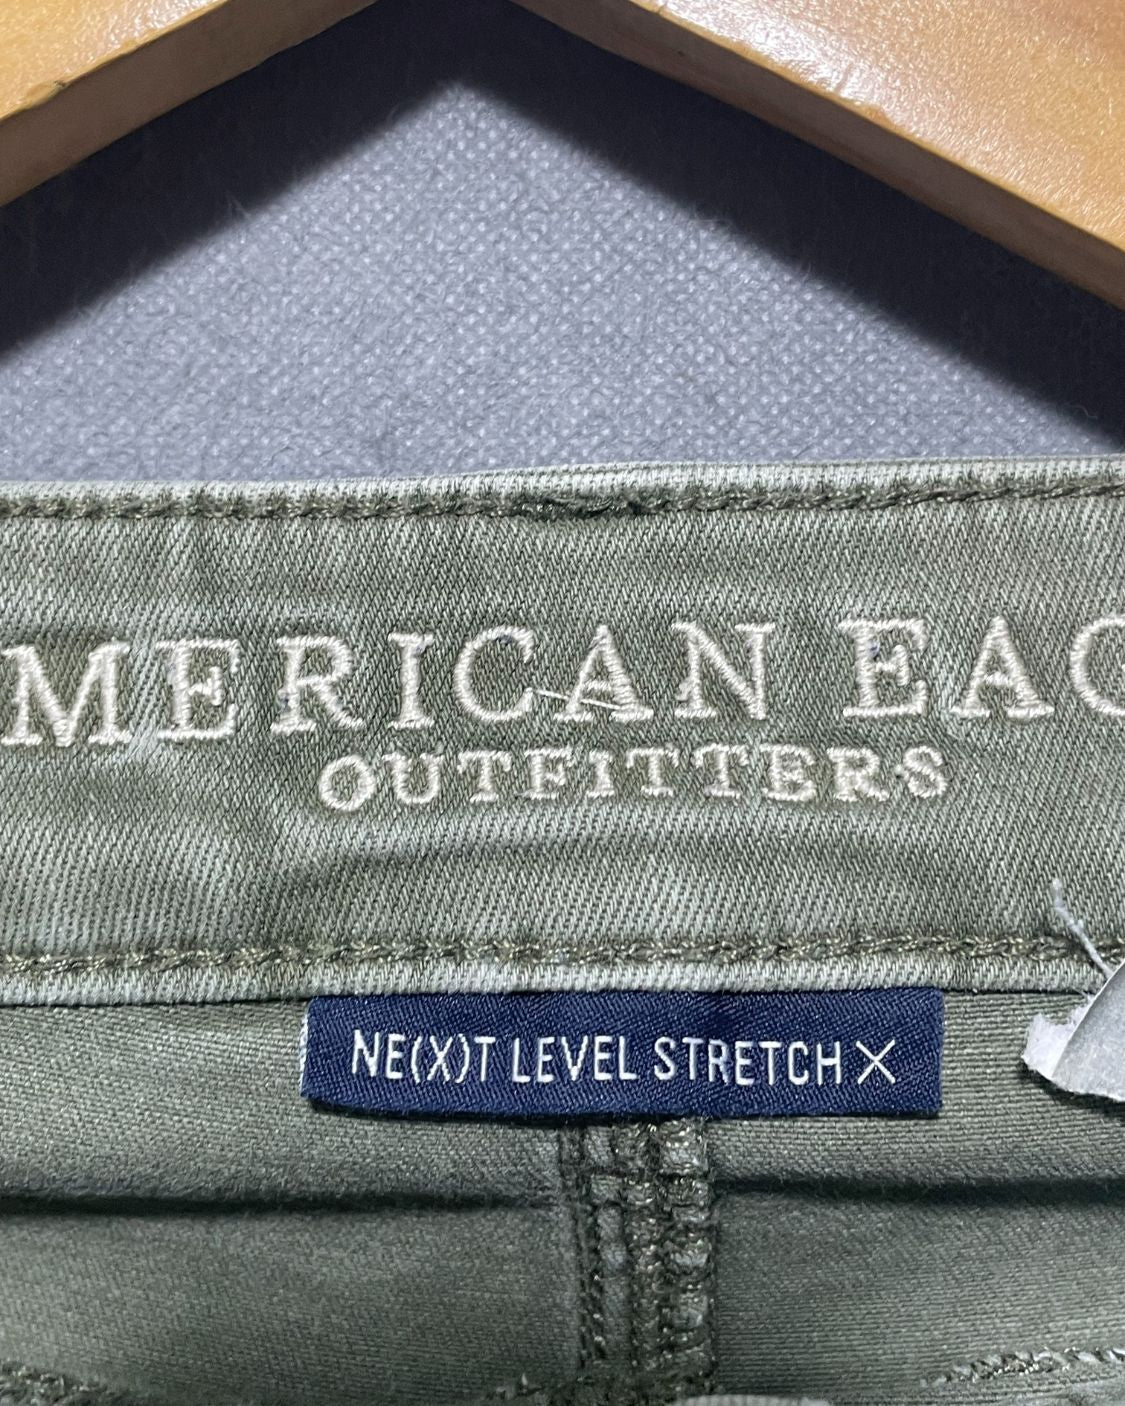 MERICAN EAG
OUTFITTERS
NE(X)T LEVEL STRETCH X